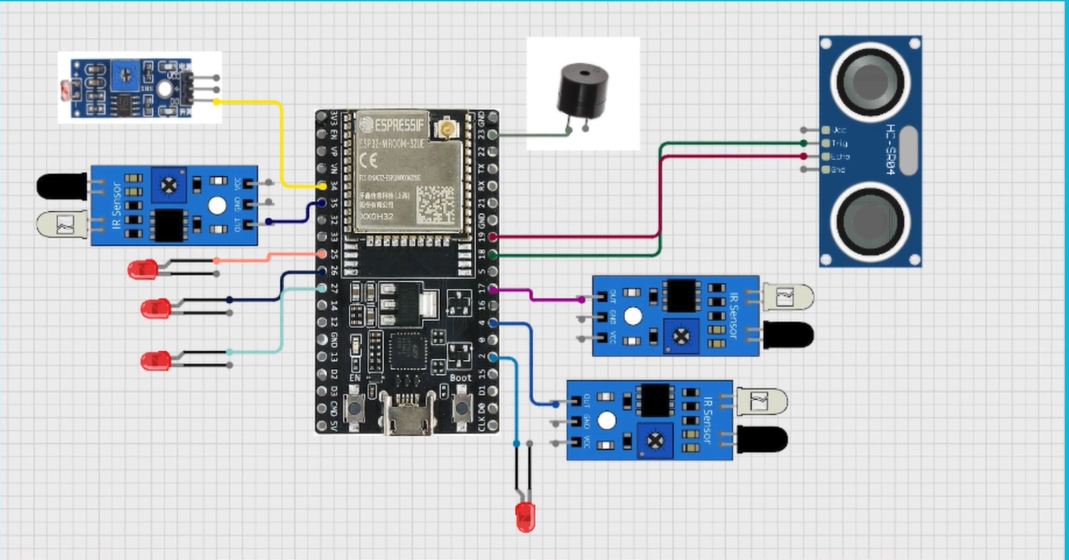 ESPRESSIF
ESP32-WROOM-32UE
CE
XX0H32
3V3
EN
VP
VN
34
35
32
33
25
26
27
14
12
GND
13
D2
D3
CMD
5V
GND
23
22
TX
RX
21
GND
19
18
5
17
16
4
0
2
15
D1
D0
CLK
EN
Boot
IR Sensor
VCC
GND
OUT
HC-SR04
Vcc
Trig
Echo
Gnd
OUT
GND
VCC
IR Sensor
OUT
GND
VCC
IR Sensor